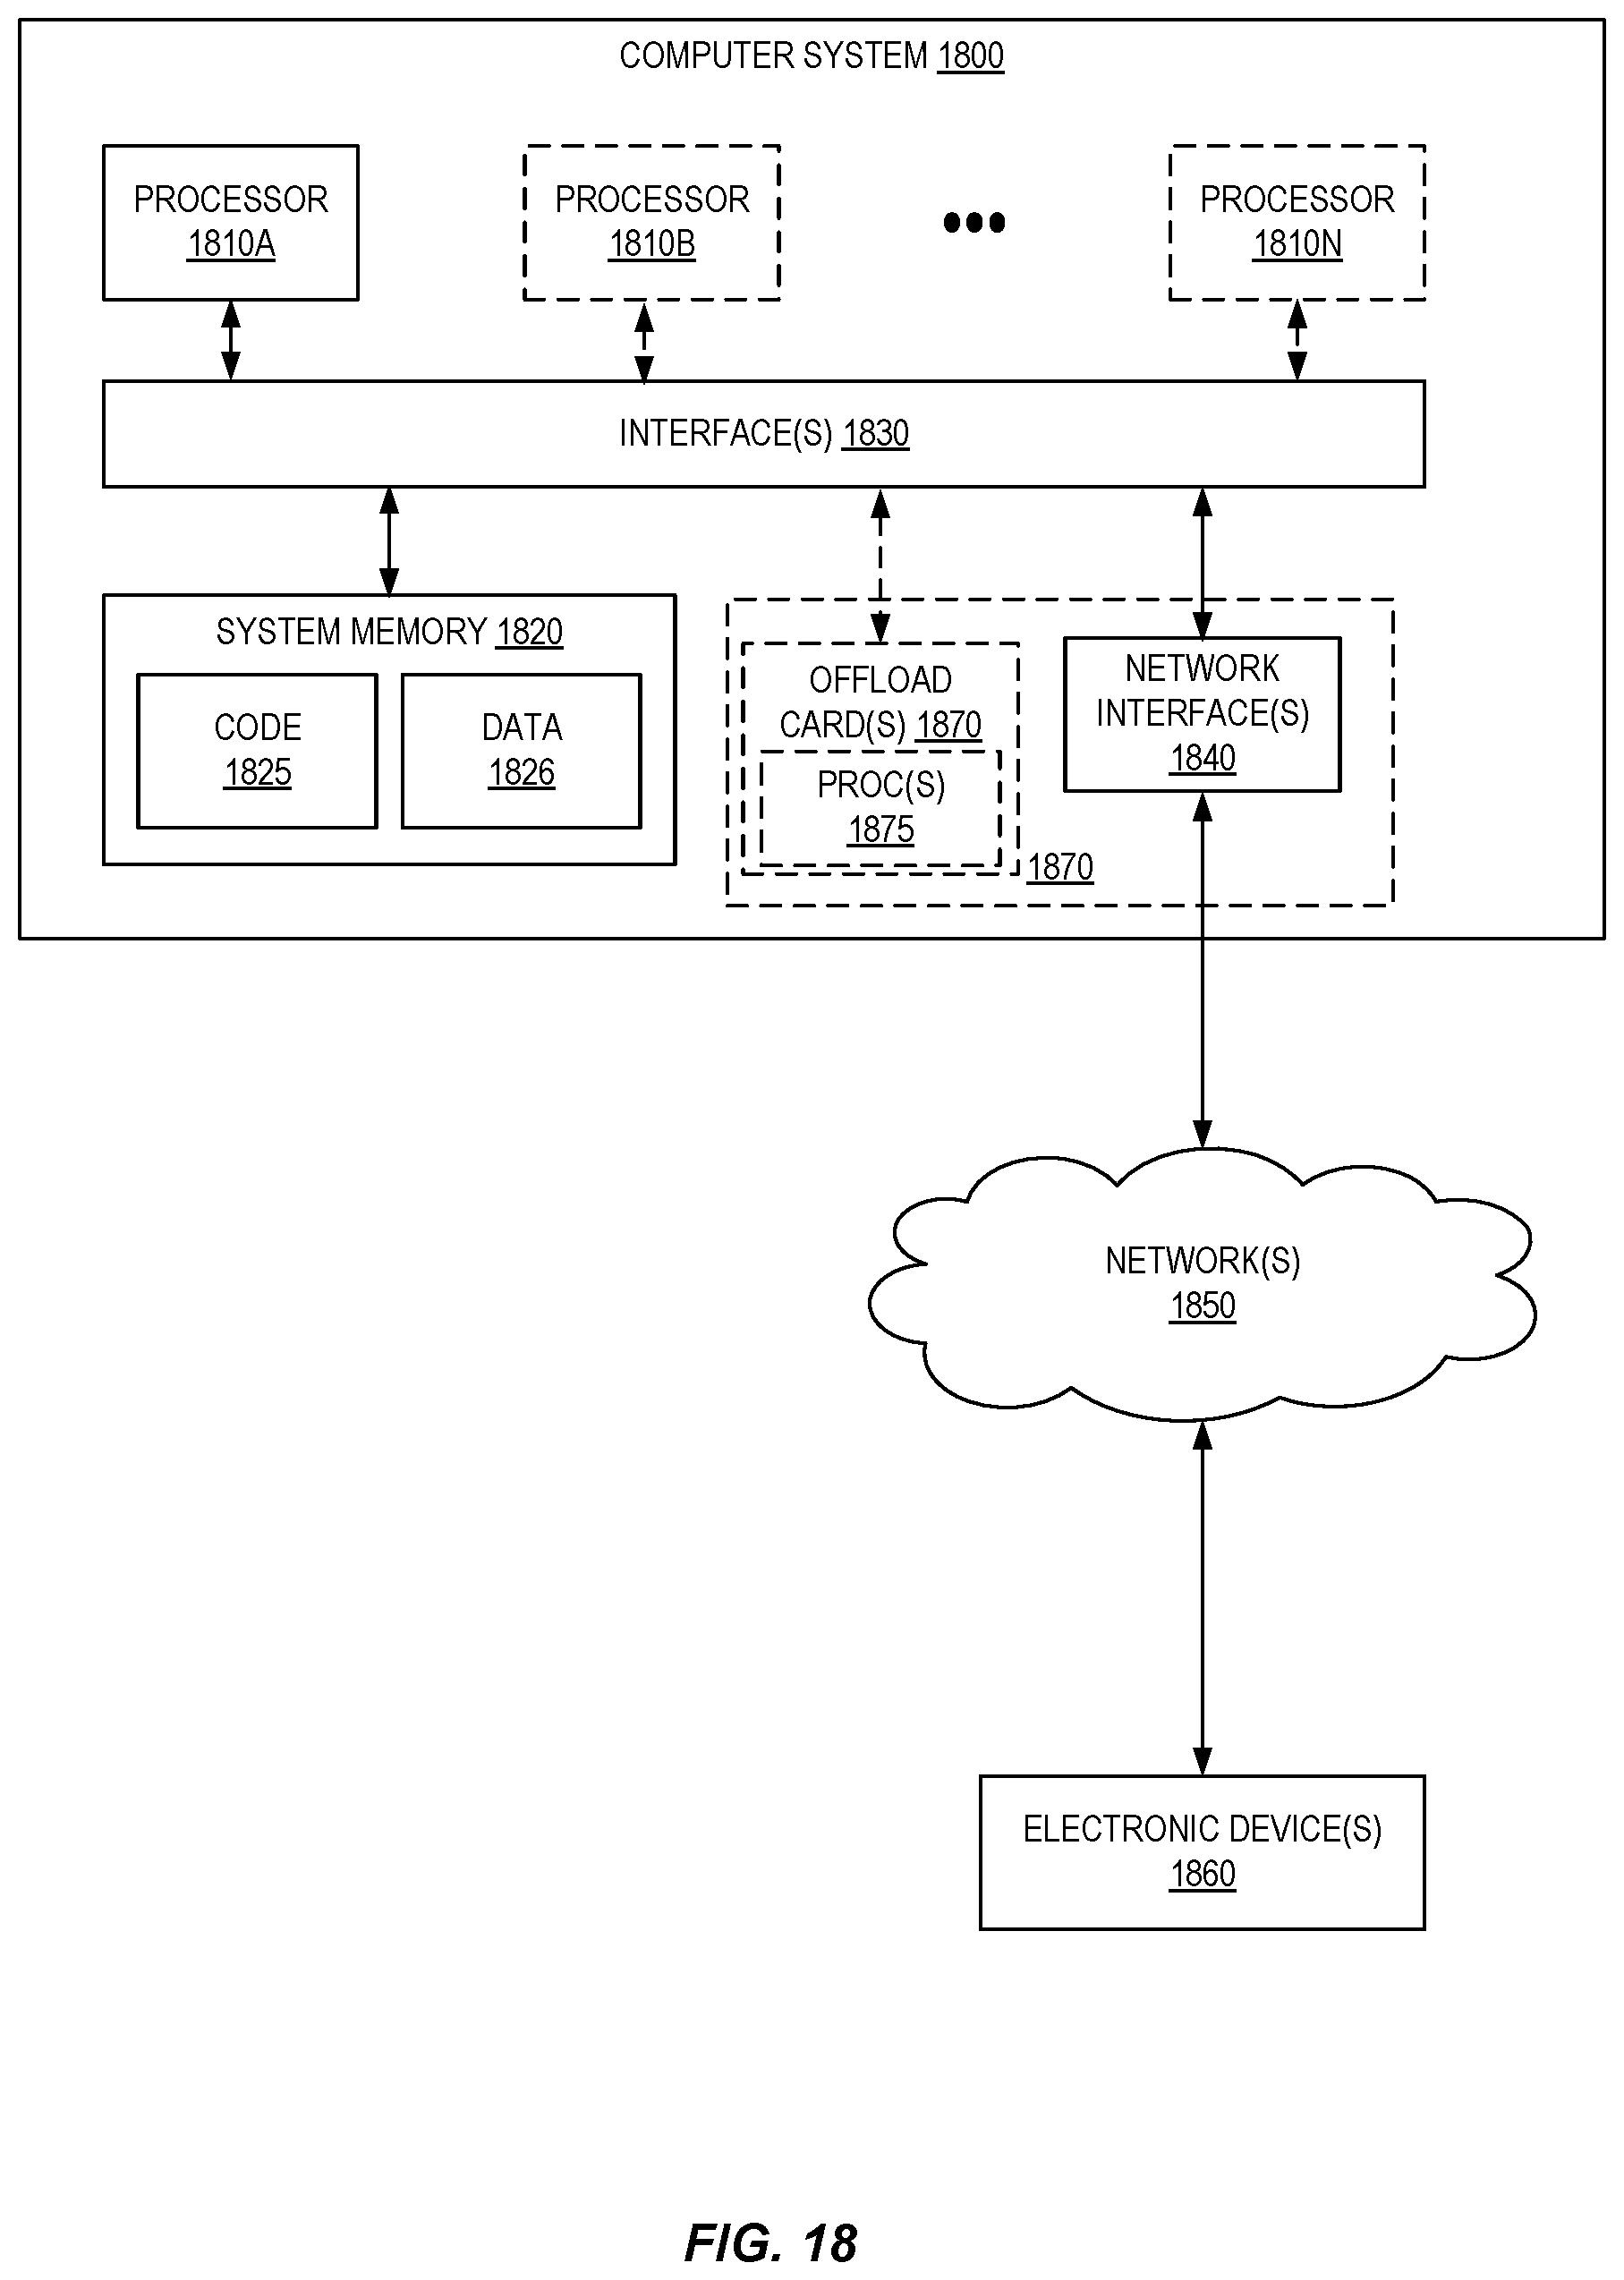 COMPUTER SYSTEM 1800
PROCESSOR
1810A
PROCESSOR
1810B
PROCESSOR
1810N
INTERFACE(S) 1830
SYSTEM MEMORY 1820
CODE
1825
DATA
1826
OFFLOAD
CARD(S) 1870
PROC(S)
1875
1870
NETWORK
INTERFACE(S)
1840
NETWORK(S)
1850
ELECTRONIC DEVICE(S)
1860
FIG. 18